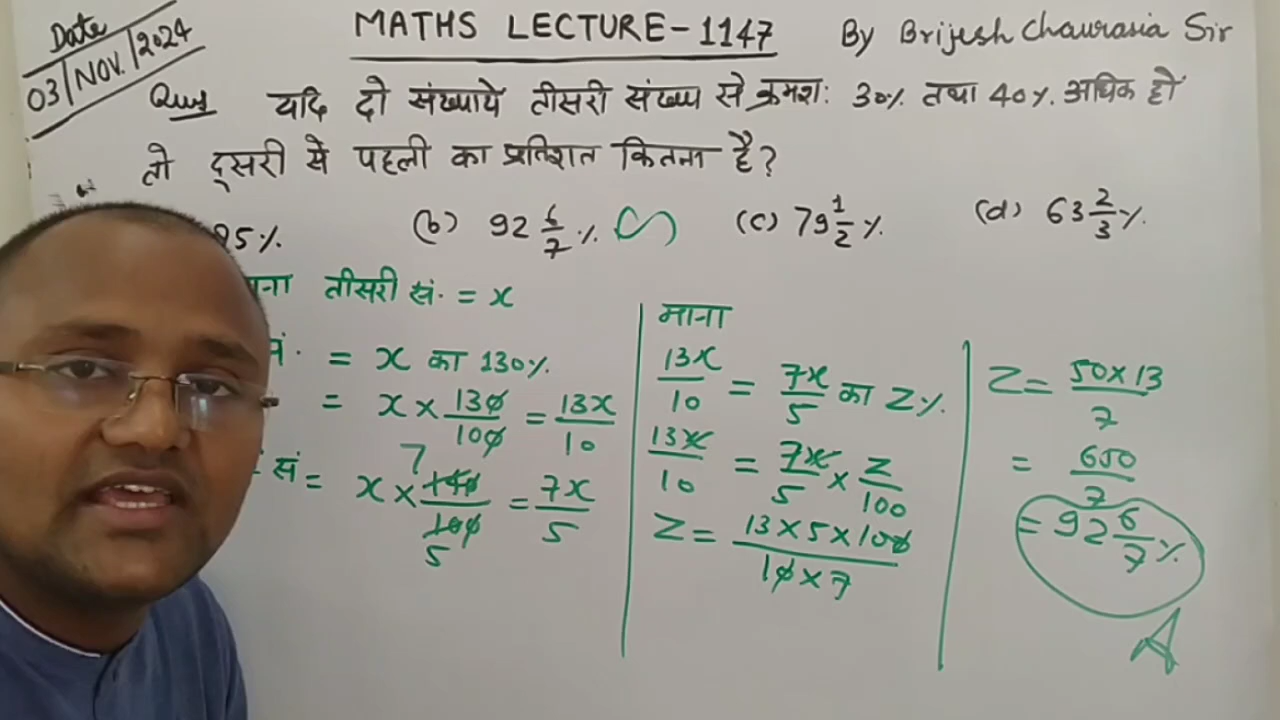 Date
03/NOV./2024
MATHS LECTURE-1147
By Brijesh Chaurasia Sir
Ques यदि दो संख्याये तीसरी संख्या से क्रमश: 30% तथा 40% अधिक हो
तो दूसरी से पहली का प्रतिशत कितना है?
95%.
(b) 92 6/7 %.
(c) 79 1/2 %.
(d) 63 2/3 %.
तीसरी सं. = x
सं. = x का 130%.
= x × 130/100 = 13x/10
सं = x × 140/100 = 7x/5
7
5
माना
13x/10 = 7x/5 का Z%.
13x/10 = 7x/5 × Z/100
Z = 13 × 5 × 100 / 10 × 7
Z = 50 × 13 / 7
= 650/7
= 92 6/7 %
A